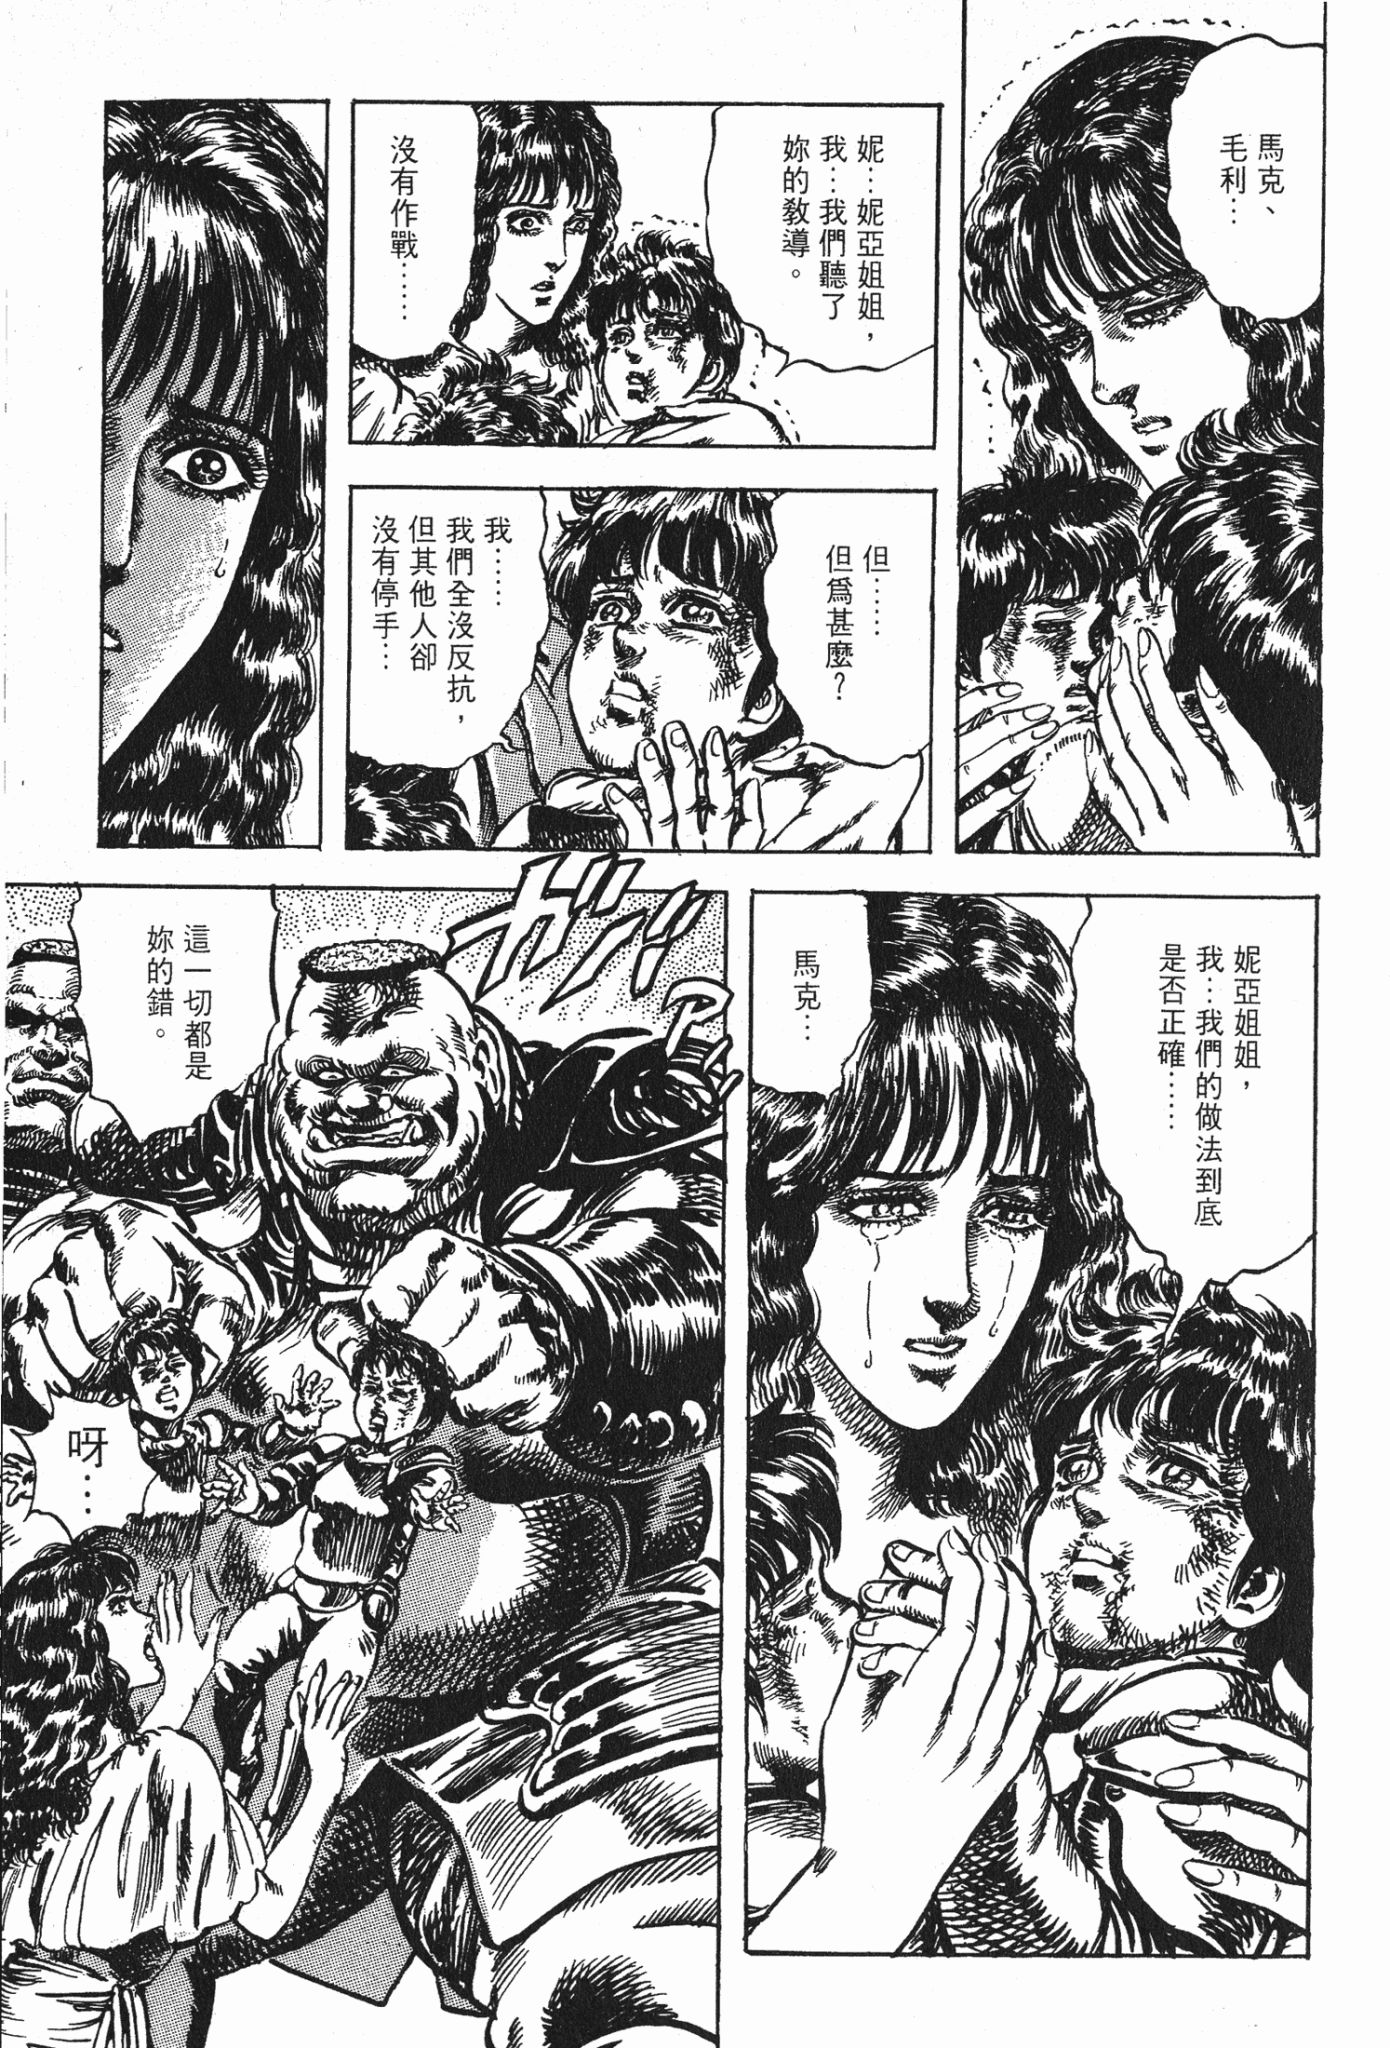 馬克、
毛利…
妮…妮亞姐姐，
我…我們聽了
妳的教導。
沒有作戰……
但……
但爲甚麼？
我……
我們全沒反抗，
但其他人卻
沒有停手…
妮亞姐姐，
我…我們的做法到底
是否正確……
馬克…
ガッ!!
這一切都是
妳的錯。
呀…